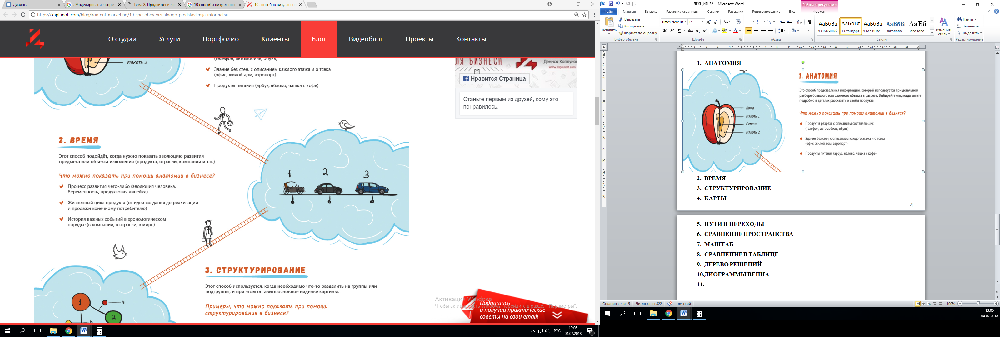 Диалоги
. Моделирование форм
Тема 2. Продвижение и
10 способы визуальног
10 способов визуальног
https://kaplunoff.com/blog/kontent-marketing/10-sposobov-vizualnogo-predstavlenija-informatsii
О студии
Услуги
Портфолио
Клиенты
Блог
Видеоблог
Проекты
Контакты
Мякоть 2
(телефон, автомобиль, обувь)
Здание без стен, с описанием каждого этажа и о тсека
(офис, жилой дом, аэропорт)
Продукты питания (арбуз, яблоко, чашка с кофе)
ЛЯ БИЗНЕСА
Дениса Каплунов
www.kaplunoff.com
Нравится Страница
Станьте первым из друзей, кому это
понравилось.
2. ВРЕМЯ
Этот способ подойдёт, когда нужно показать эволюцию развития
предмета или объекта изложения (продукта, отрасли, компании и т.п.)
Что можно показать при помощи анатомии в бизнесе?
Процесс развития чего-либо (эволюция человека,
беременность, продуктовая линейка)
Жизненный цикл продукта (от идеи создания до реализации
и продажи конечному потребителю)
История важных событий в хронологическом
порядке (в компании, в отрасли, в мире)
1 2 3
3. СТРУКТУРИРОВАНИЕ
Этот способ используется, когда необходимо что-то разделить на группы или
подгруппы, и при этом оставить основное виденье картины.
Примеры, что можно показать при помощи
структурирования в бизнесе?
1
4
2
6
Активация Windows
Чтобы активировать Windows, перейдите в раздел "Параметры".
Подпишись
и получай практические
советы на свой email!
РУС
13:06
04.07.2018
1
ЛЕКЦИЯ_32 - Microsoft Word
Работа с рисунками
Файл
Главная
Вставка
Разметка страницы
Ссылки
Рассылки
Рецензирование
Вид
Формат
Вставить
Вырезать
Копировать
Формат по образцу
Буфер обмена
Times New Rc
14
Ж К Ч abc x₂ x²
Шрифт
Абзац
АаБбВв
АаБбВı
АаБбВв
АаБбВ:
АаБб.
¶ Обычный
¶ Стандарт
¶ Без инте...
Заголово...
Заголово...
Изменить
стили
Стили
Найти
Заменить
Выделить
Редактирование
1. АНАТОМИЯ
1. АНАТОМИЯ
Это способ представления информации, который используется при детальном
разборе большого или сложного объекта в разрезе. Выбирайте его, когда хотите
подробно в деталях рассказать о своём продукте.
Кожа
Мякоть 1
Семена
Мякоть 2
Что можно показать при помощи анатомии в бизнесе?
Продукт в разрезе с описанием составляющих
(телефон, автомобиль, обувь)
Здание без стен, с описанием каждого этажа и о тсека
(офис, жилой дом, аэропорт)
Продукты питания (арбуз, яблоко, чашка с кофе)
2. ВРЕМЯ
3. СТРУКТУРИРОВАНИЕ
4. КАРТЫ
4
5. ПУТИ И ПЕРЕХОДЫ
6. СРАВНЕНИЕ ПРОСТРАНСТВА
7. МАШТАБ
8. СРАВНЕНИЕ В ТАБЛИЦЕ
9. ДЕРЕВО РЕШЕНИЙ
10.ДИОГРАММЫ ВЕННА
11.
Страница: 4 из 5
Число слов: 822
русский
100%
13:06
04.07.2018